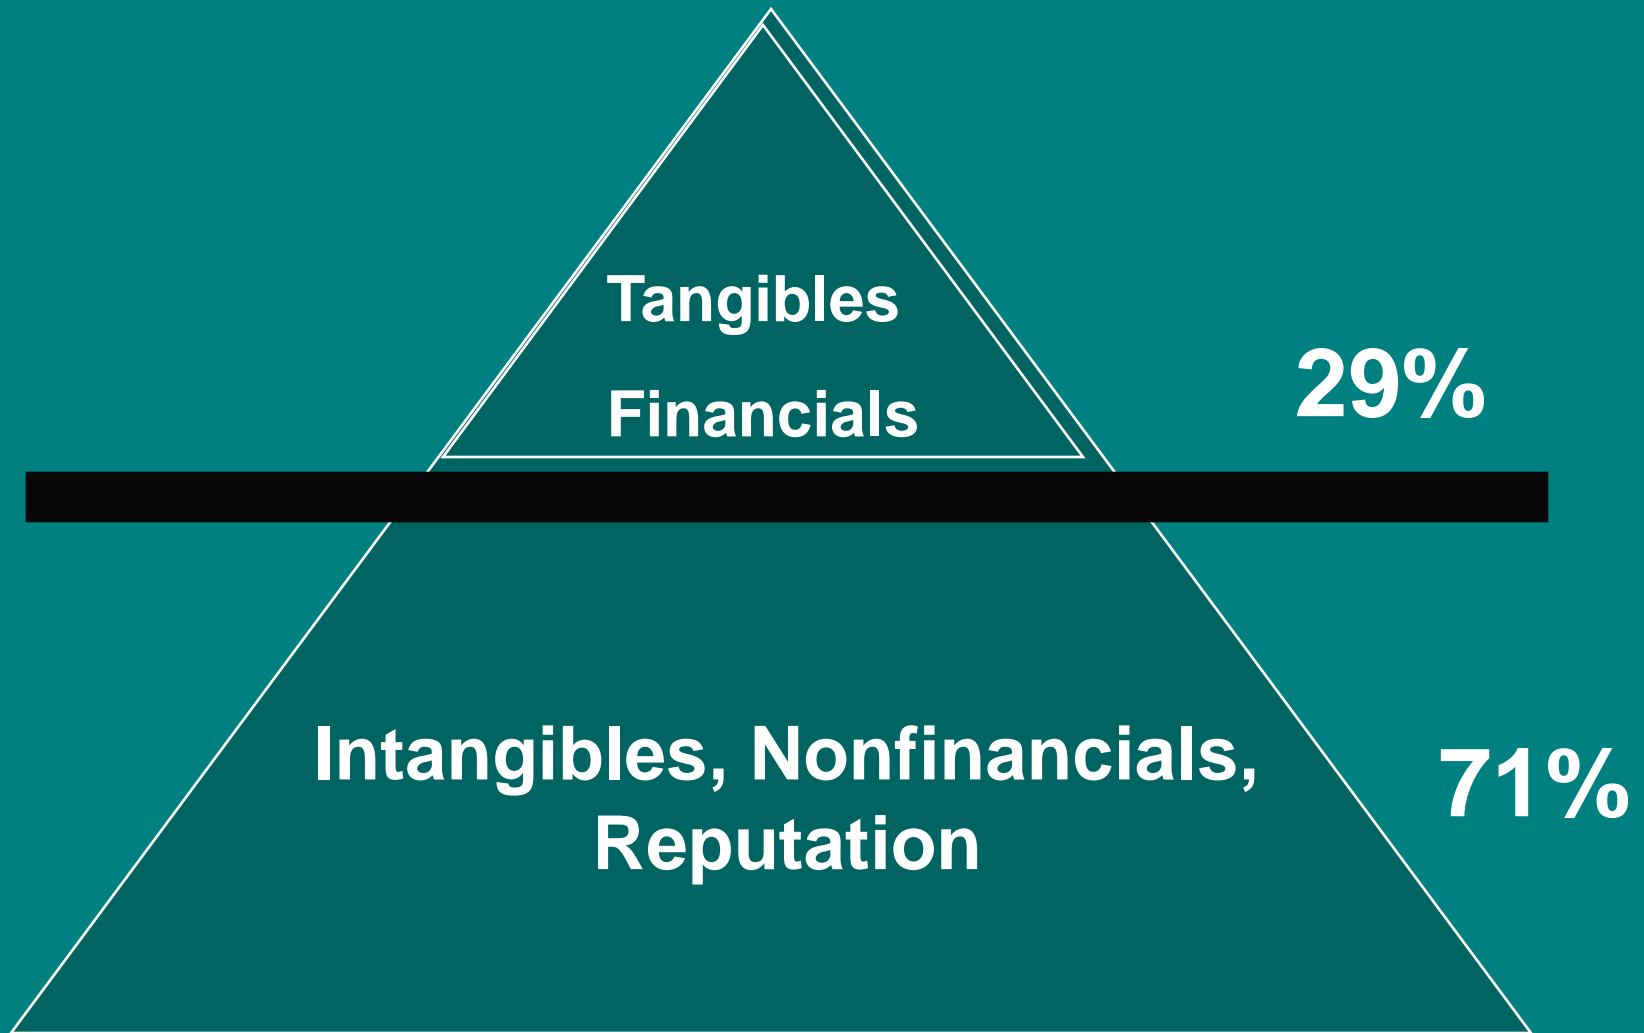 Tangibles
Financials
29%
Intangibles, Nonfinancials,
Reputation
71%